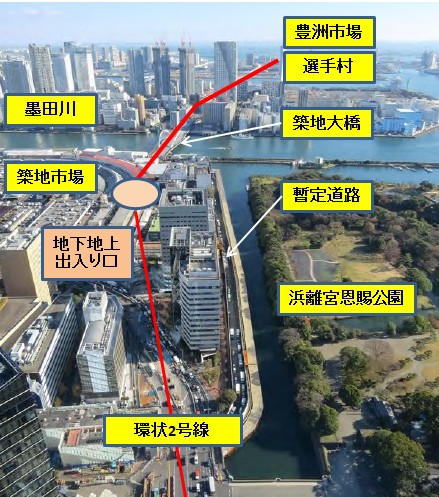 豊洲市場
選手村
墨田川
築地大橋
築地市場
暫定道路
地下地上
出入り口
浜離宮恩賜公園
環状2号線